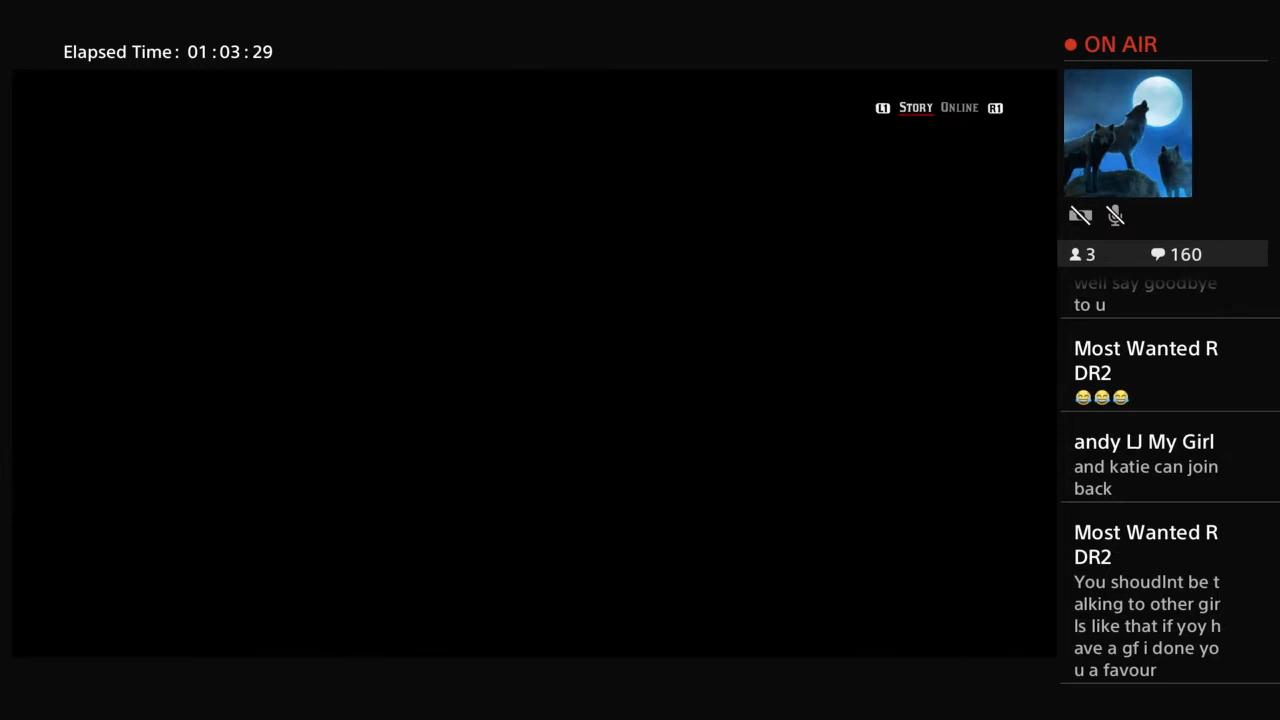 Elapsed Time: 01:03:29
ON AIR
L1 STORY ONLINE R1
3 160
well say goodbye
to u
Most Wanted R
DR2
😂😂😂
andy LJ My Girl
and katie can join
back
Most Wanted R
DR2
You shoudlnt be t
alking to other gir
ls like that if yoy h
ave a gf i done yo
u a favour